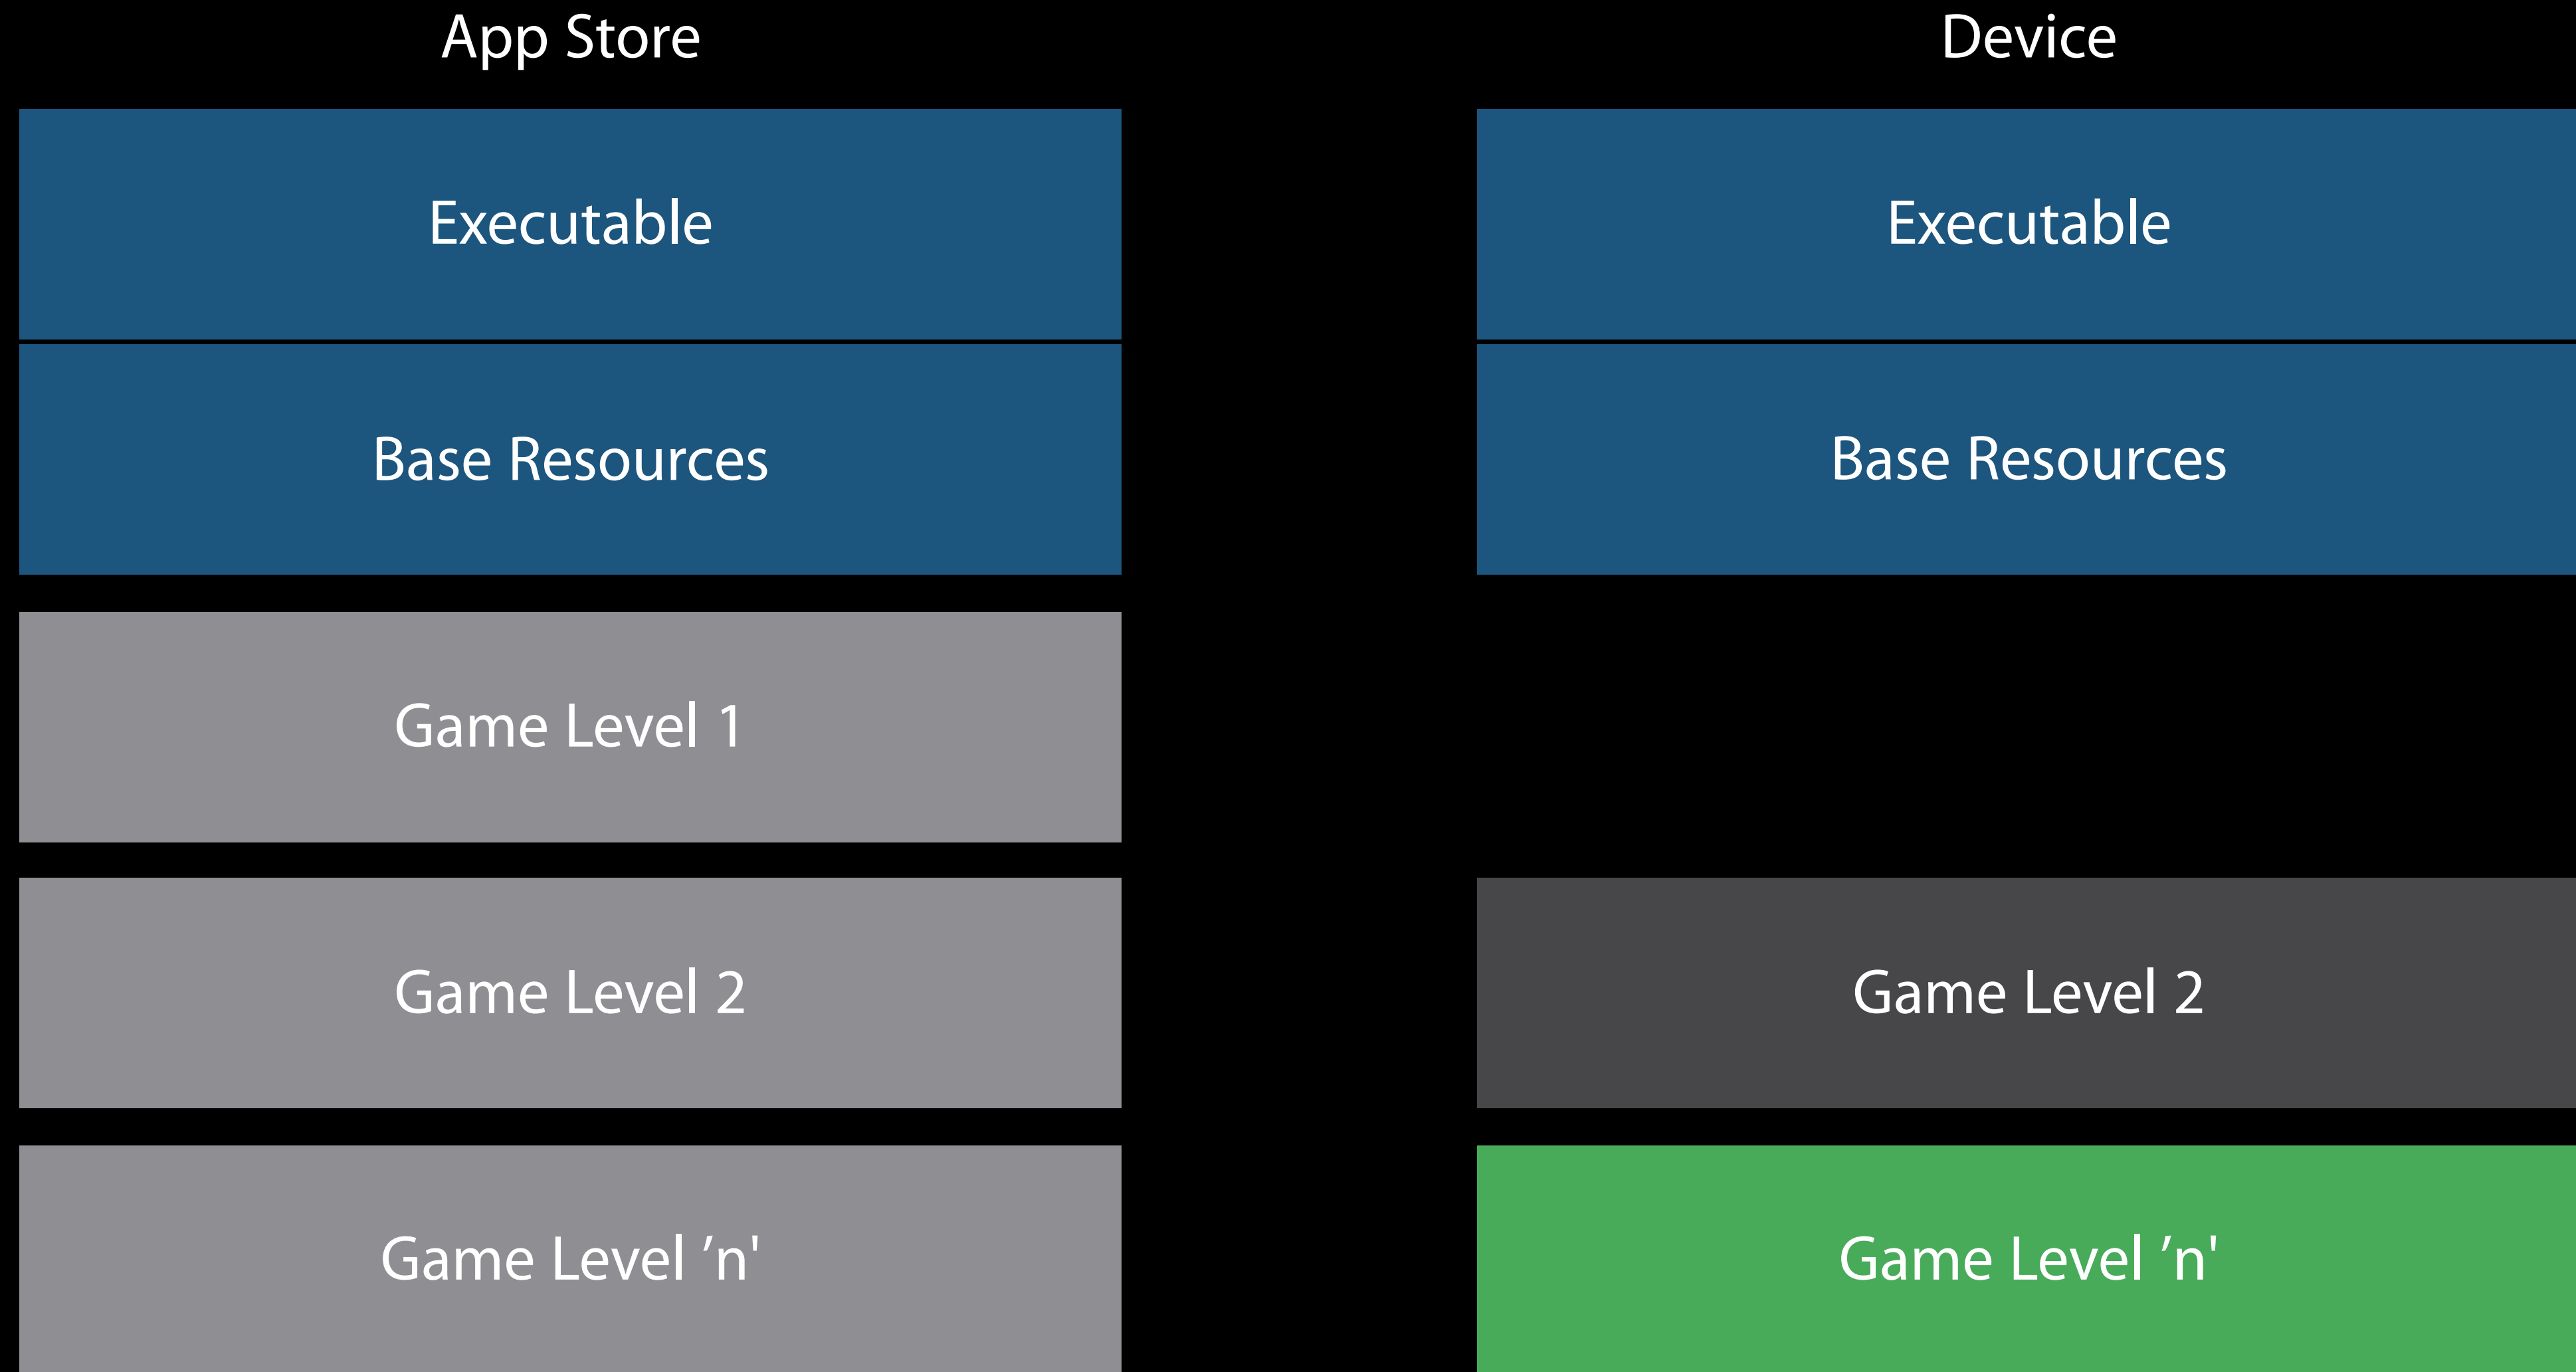 App Store
Device
Executable
Executable
Base Resources
Base Resources
Game Level 1
Game Level 2
Game Level 2
Game Level ’n'
Game Level ’n'